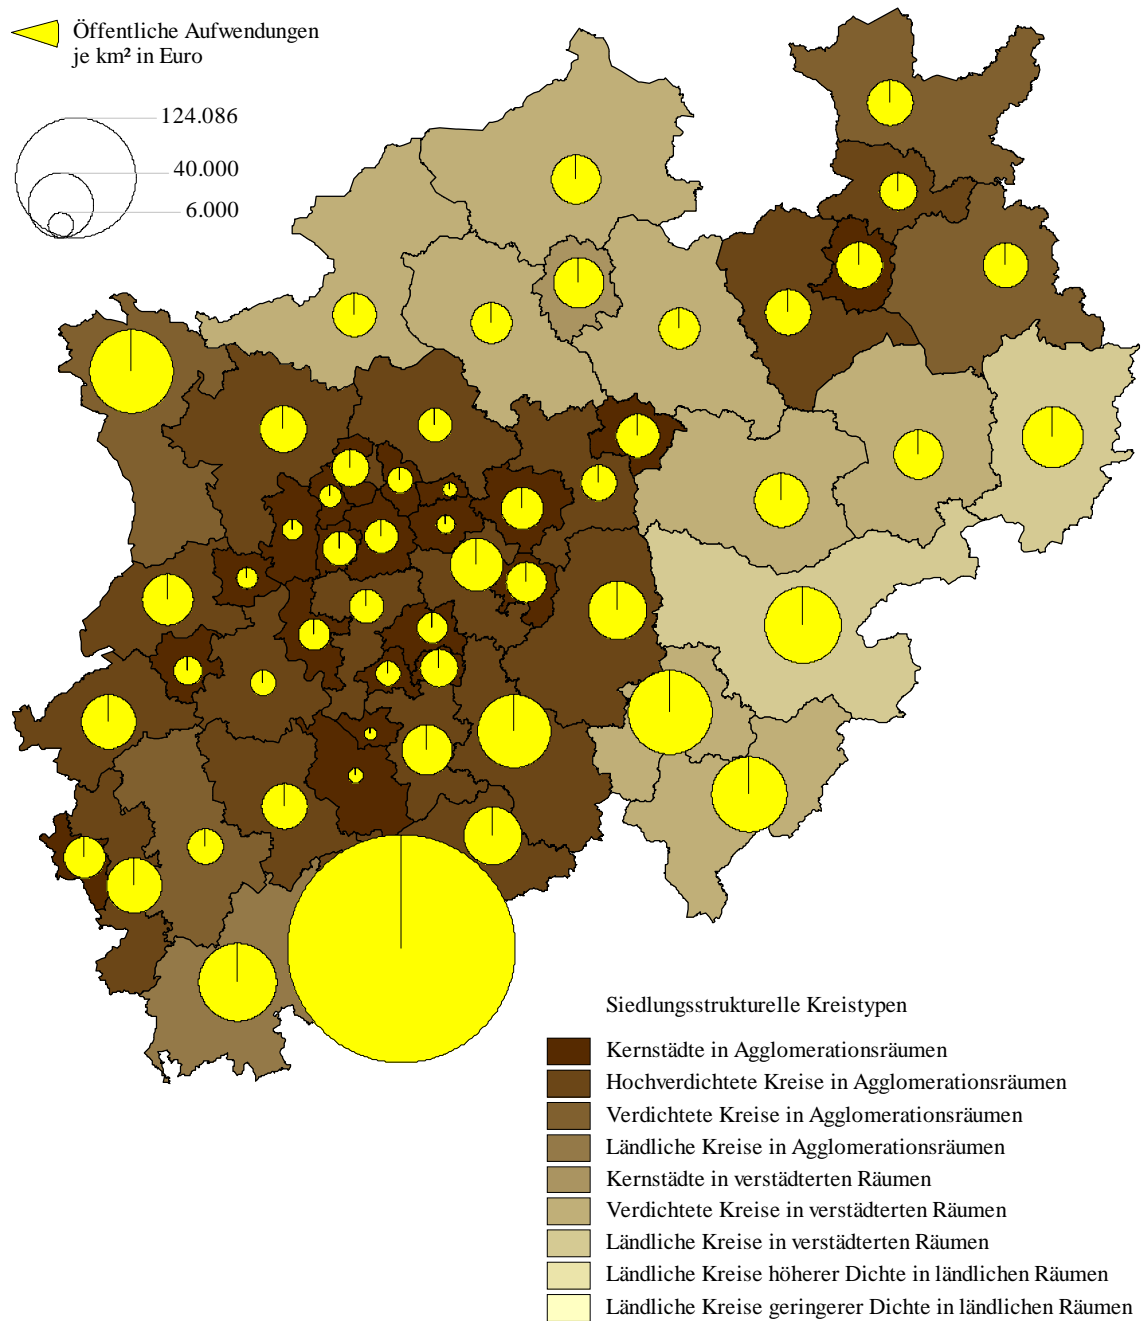 Öffentliche Aufwendungen
je km² in Euro
124.086
40.000
6.000
Siedlungsstrukturelle Kreistypen
Kernstädte in Agglomerationsräumen
Hochverdichtete Kreise in Agglomerationsräumen
Verdichtete Kreise in Agglomerationsräumen
Ländliche Kreise in Agglomerationsräumen
Kernstädte in verstädterten Räumen
Verdichtete Kreise in verstädterten Räumen
Ländliche Kreise in verstädterten Räumen
Ländliche Kreise höherer Dichte in ländlichen Räumen
Ländliche Kreise geringerer Dichte in ländlichen Räumen